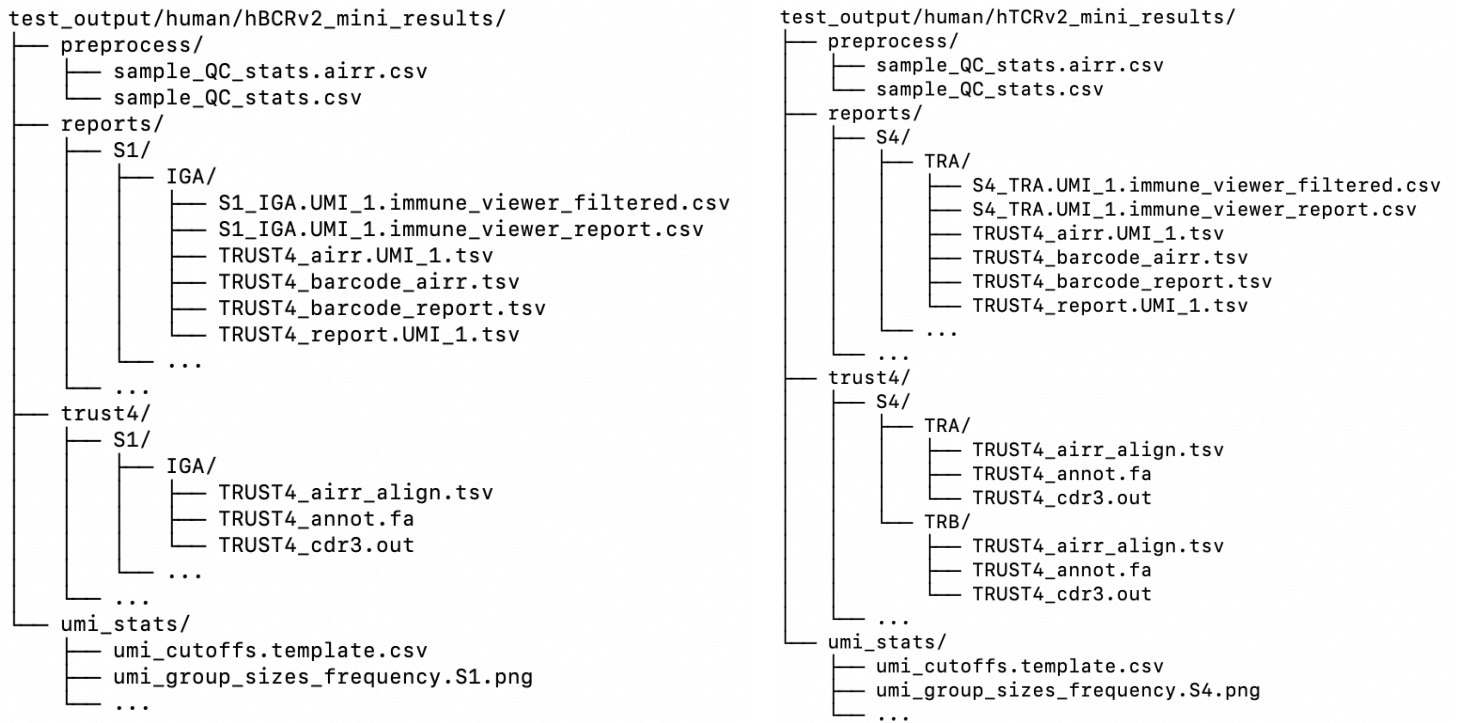 test_output/human/hBCRv2_mini_results/
├── preprocess/
│   ├── sample_QC_stats.airr.csv
│   └── sample_QC_stats.csv
├── reports/
│   ├── S1/
│   │   ├── IGA/
│   │   │   ├── S1_IGA.UMI_1.immune_viewer_filtered.csv
│   │   │   ├── S1_IGA.UMI_1.immune_viewer_report.csv
│   │   │   ├── TRUST4_airr.UMI_1.tsv
│   │   │   ├── TRUST4_barcode_airr.tsv
│   │   │   ├── TRUST4_barcode_report.tsv
│   │   │   └── TRUST4_report.UMI_1.tsv
│   │   └── ...
│   └── ...
├── trust4/
│   ├── S1/
│   │   ├── IGA/
│   │   │   ├── TRUST4_airr_align.tsv
│   │   │   ├── TRUST4_annot.fa
│   │   │   └── TRUST4_cdr3.out
│   │   └── ...
│   └── ...
└── umi_stats/
    ├── umi_cutoffs.template.csv
    ├── umi_group_sizes_frequency.S1.png
    └── ...
test_output/human/hTCRv2_mini_results/
├── preprocess/
│   ├── sample_QC_stats.airr.csv
│   └── sample_QC_stats.csv
├── reports/
│   ├── S4/
│   │   ├── TRA/
│   │   │   ├── S4_TRA.UMI_1.immune_viewer_filtered.csv
│   │   │   ├── S4_TRA.UMI_1.immune_viewer_report.csv
│   │   │   ├── TRUST4_airr.UMI_1.tsv
│   │   │   ├── TRUST4_barcode_airr.tsv
│   │   │   ├── TRUST4_barcode_report.tsv
│   │   │   └── TRUST4_report.UMI_1.tsv
│   │   └── ...
│   └── ...
├── trust4/
│   ├── S4/
│   │   ├── TRA/
│   │   │   ├── TRUST4_airr_align.tsv
│   │   │   ├── TRUST4_annot.fa
│   │   │   └── TRUST4_cdr3.out
│   │   └── TRB/
│   │       ├── TRUST4_airr_align.tsv
│   │       ├── TRUST4_annot.fa
│   │       └── TRUST4_cdr3.out
│   └── ...
└── umi_stats/
    ├── umi_cutoffs.template.csv
    ├── umi_group_sizes_frequency.S4.png
    └── ...